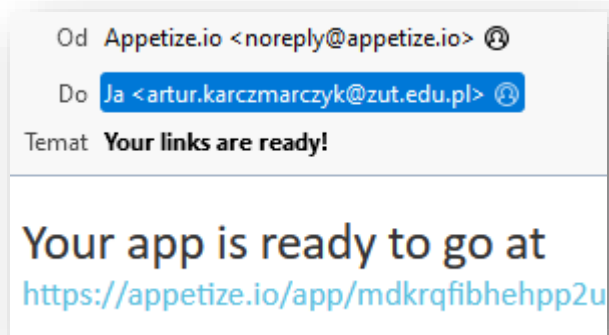 Od Appetize.io <noreply@appetize.io>
Do Ja <artur.karczmarczyk@zut.edu.pl>
Temat Your links are ready!
Your app is ready to go at
https://appetize.io/app/mdkrqfibhehpp2u